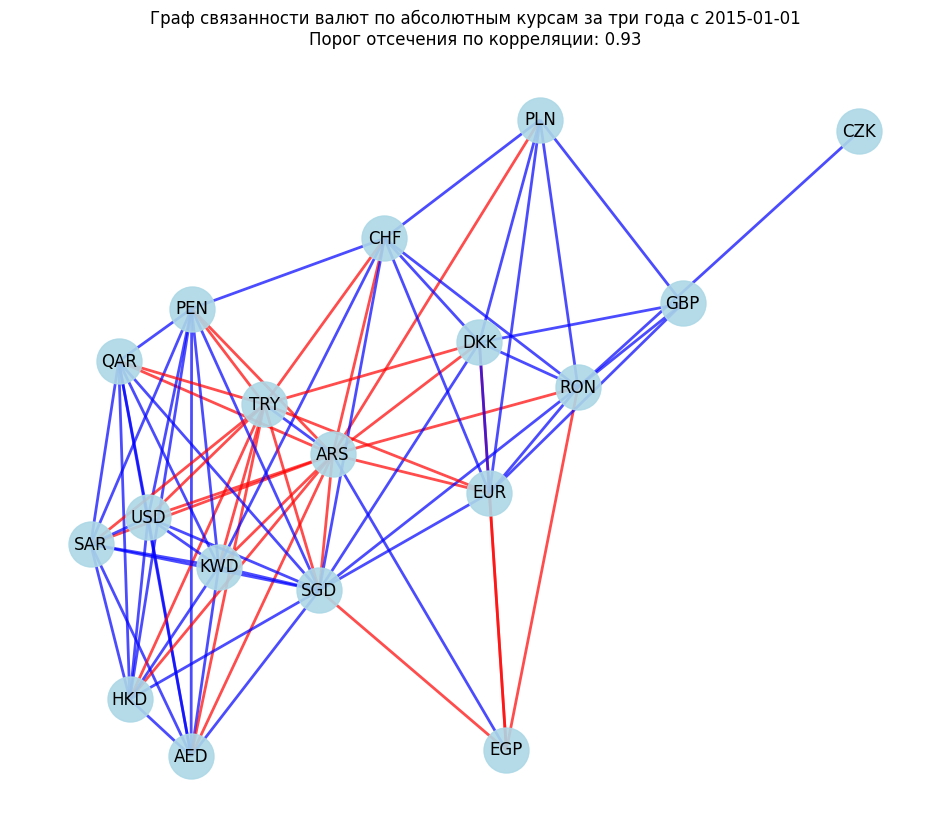 Граф связанности валют по абсолютным курсам за три года с 2015-01-01
Порог отсечения по корреляции: 0.93
PLN
CZK
CHF
GBP
PEN
DKK
QAR
RON
TRY
ARS
EUR
USD
SAR
KWD
SGD
HKD
EGP
AED